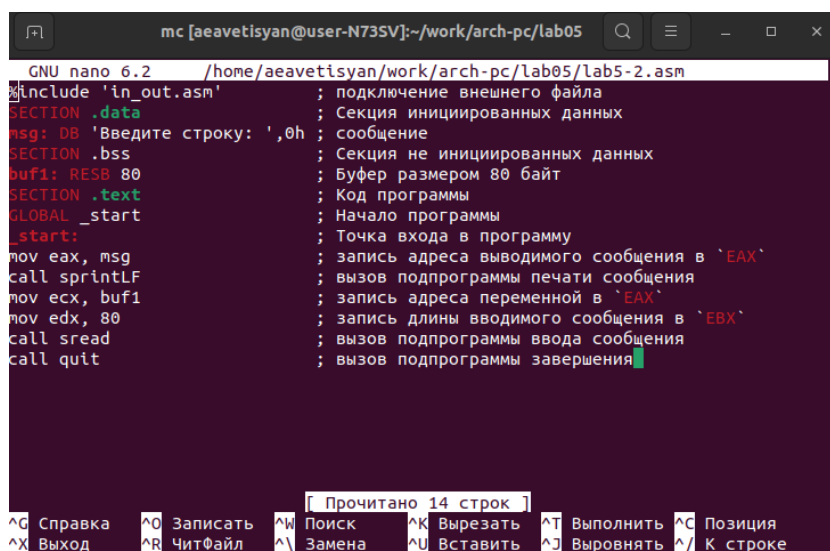 mc [aeavetisyan@user-N73SV]:~/work/arch-pc/lab05
GNU nano 6.2 /home/aeavetisyan/work/arch-pc/lab05/lab5-2.asm
%include 'in_out.asm' ; подключение внешнего файла
SECTION .data ; Секция инициированных данных
msg: DB 'Введите строку: ',0h ; сообщение
SECTION .bss ; Секция не инициированных данных
buf1: RESB 80 ; Буфер размером 80 байт
SECTION .text ; Код программы
GLOBAL _start ; Начало программы
_start: ; Точка входа в программу
mov eax, msg ; запись адреса выводимого сообщения в `EAX`
call sprintLF ; вызов подпрограммы печати сообщения
mov ecx, buf1 ; запись адреса переменной в `EAX`
mov edx, 80 ; запись длины вводимого сообщения в `EBX`
call sread ; вызов подпрограммы ввода сообщения
call quit ; вызов подпрограммы завершения
[ Прочитано 14 строк ]
^G Справка ^O Записать ^W Поиск ^K Вырезать ^T Выполнить ^C Позиция
^X Выход ^R ЧитФайл ^\ Замена ^U Вставить ^J Выровнять ^/ К строке